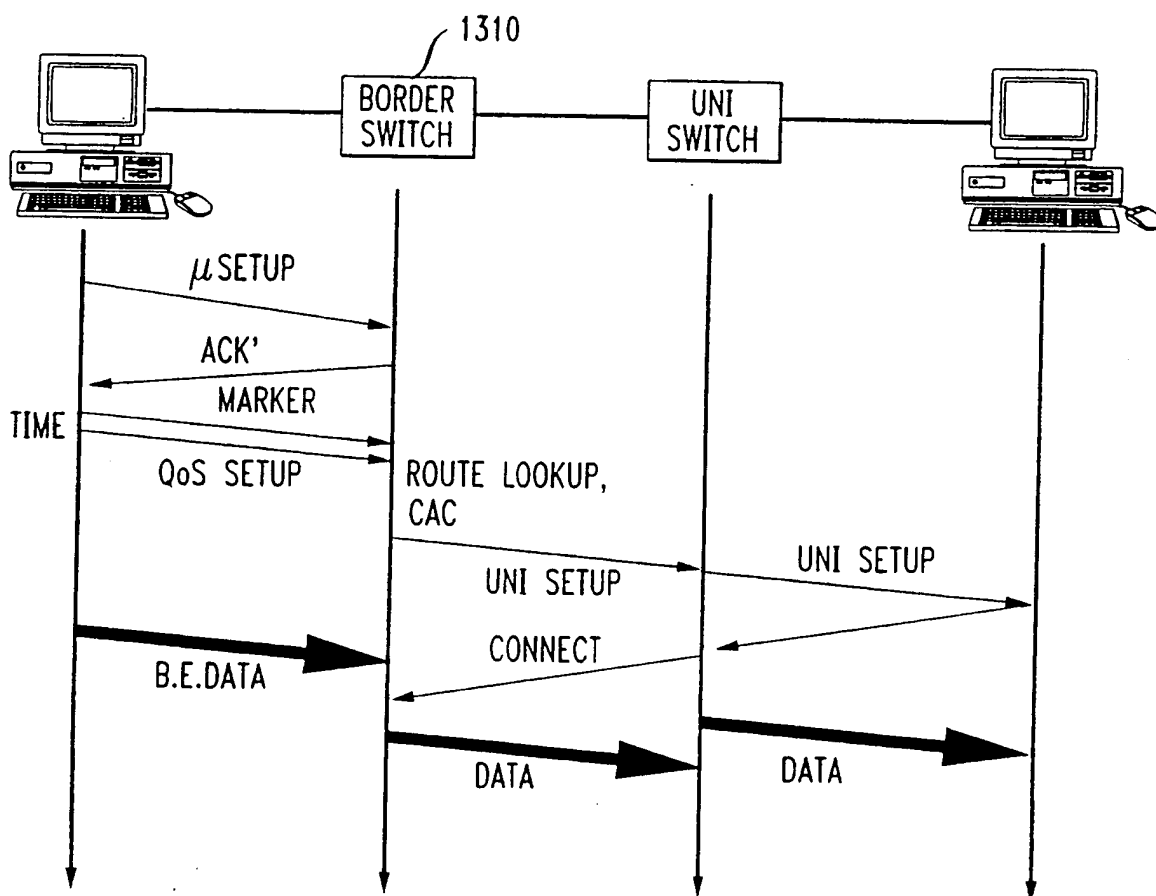 1310
BORDER
SWITCH
UNI
SWITCH
μSETUP
ACK'
MARKER
TIME
QoS SETUP
ROUTE LOOKUP,
CAC
UNI SETUP
UNI SETUP
CONNECT
B.E.DATA
DATA
DATA